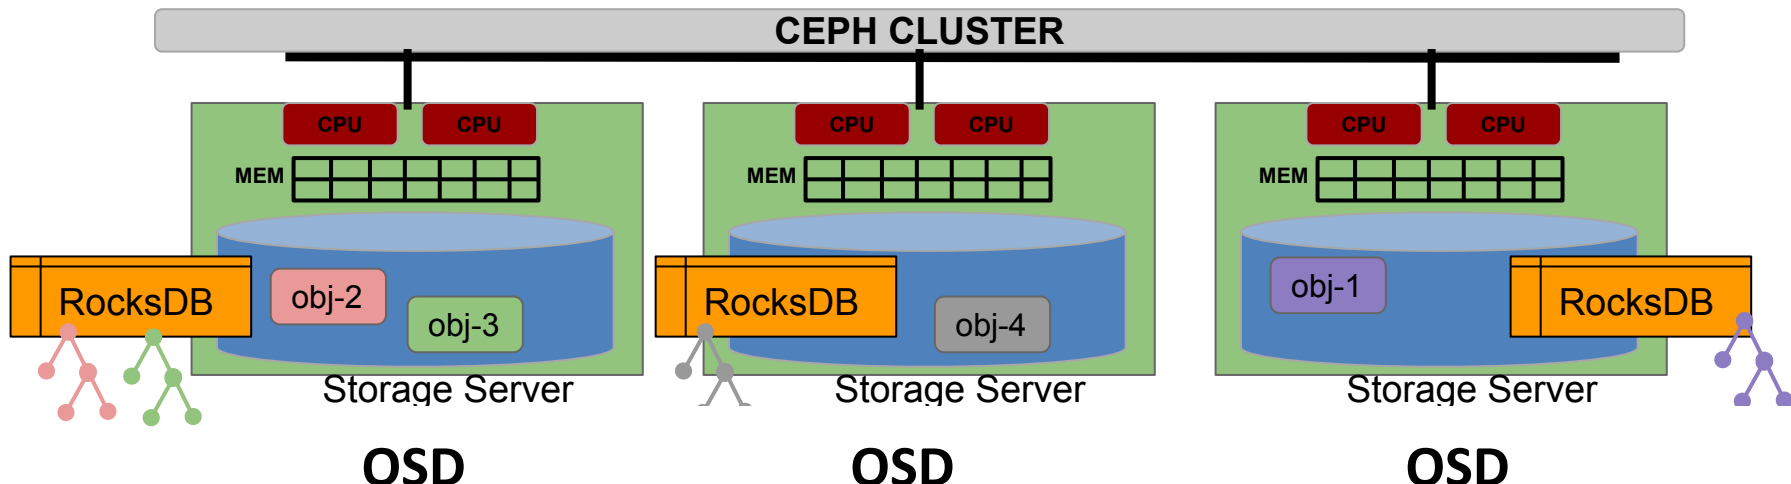 CEPH CLUSTER
CPU CPU CPU CPU CPU CPU
MEM MEM MEM
RocksDB obj-2 obj-3 RocksDB obj-4 obj-1 RocksDB
Storage Server Storage Server Storage Server
OSD OSD OSD